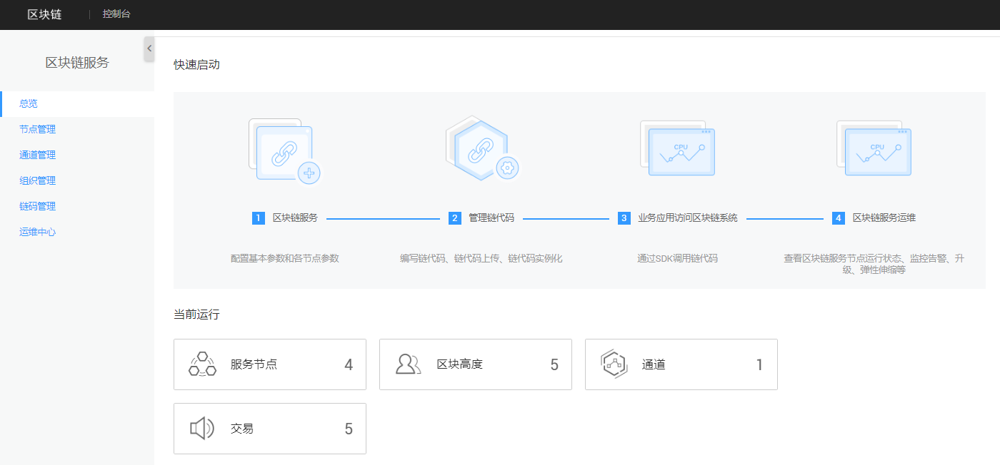 区块链 控制台
区块链服务
总览
节点管理
通道管理
组织管理
链码管理
运维中心
快速启动
CPU CPU
1 区块链服务 2 管理链代码 3 业务应用访问区块链系统 4 区块链服务运维
配置基本参数和各节点参数 编写链代码、链代码上传、链代码实例化 通过SDK调用链代码 查看区块链服务节点运行状态、监控告警、升
级、弹性伸缩等
当前运行
服务节点 4 区块高度 5 通道 1
交易 5